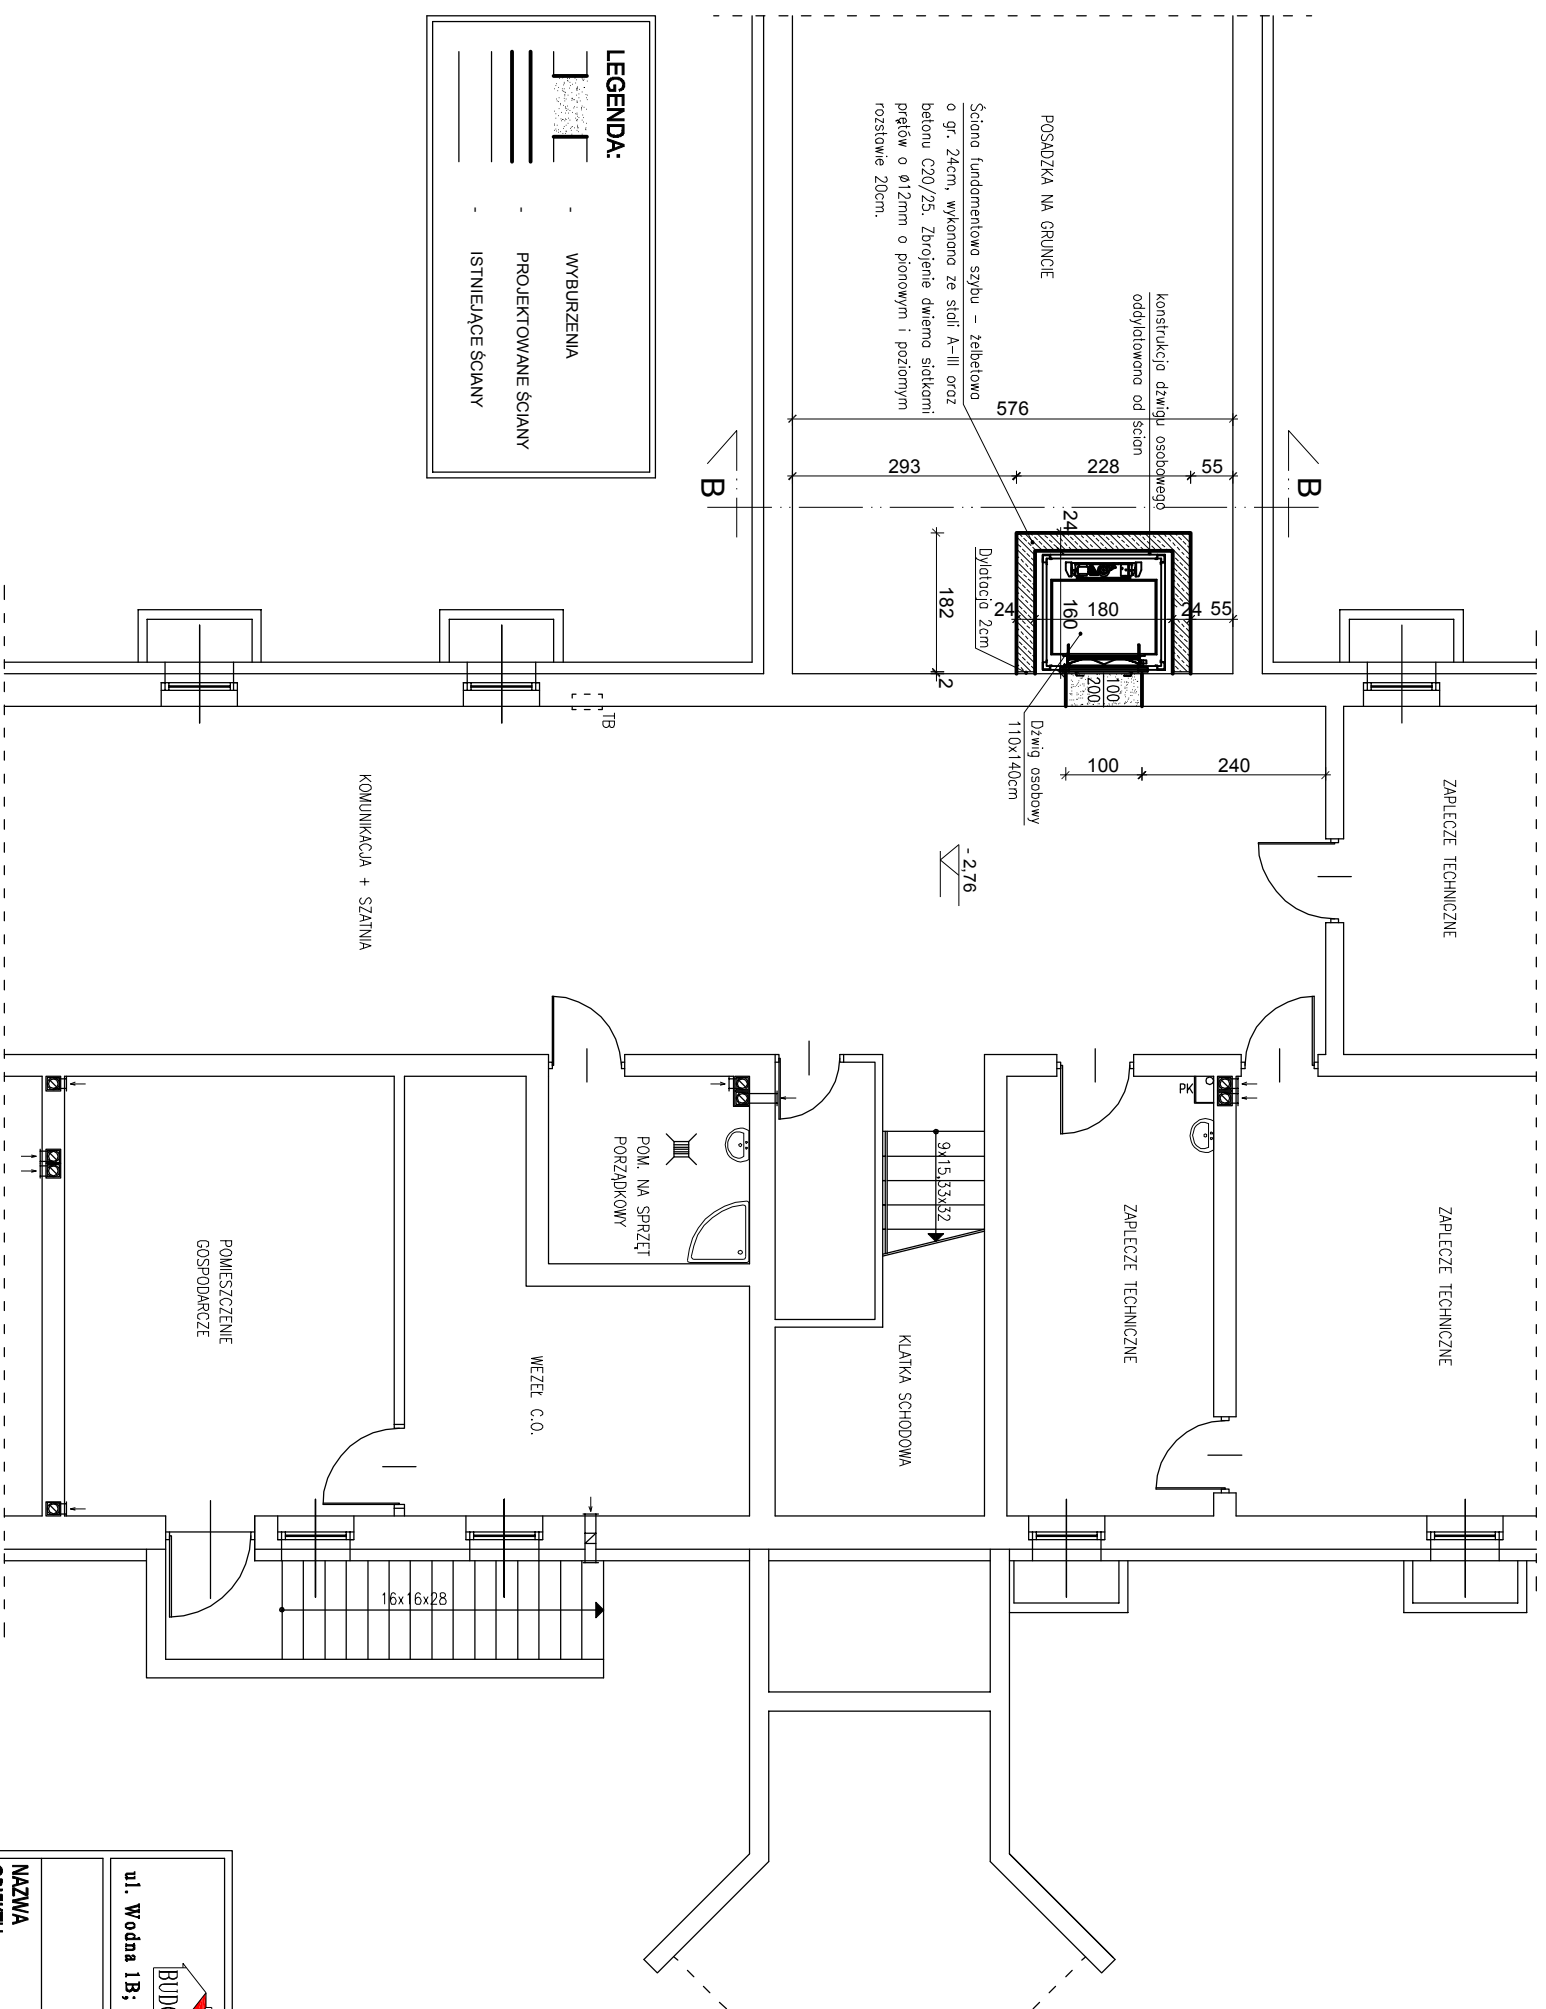 LEGENDA:
- WYBURZENIA
- PROJEKTOWANE ŚCIANY
- ISTNIEJĄCE ŚCIANY
POSADZKA NA GRUNCIE
Ściana fundamentowa szybu – żelbetowa
o gr. 24cm, wykonana ze stali A-III oraz
betonu C20/25. Zbrojenie dwiema siatkami
prętów o ø12mm o pionowym i poziomym
rozstawie 20cm.
konstrukcja dźwigu osobowego
oddylatowana od ścian
576
293
228
55
B
B
24
182
24
160
180
24
55
Dylatacja 2cm
2
100
200
TB
Dźwig osobowy
110x140cm
100
240
- 2,76
KOMUNIKACJA + SZATNIA
ZAPLECZE TECHNICZNE
PK
9x15,33x32
POM. NA SPRZĘT
PORZĄDKOWY
ZAPLECZE TECHNICZNE
ZAPLECZE TECHNICZNE
POMIESZCZENIE
GOSPODARCZE
WEZEŁ C.O.
KLATKA SCHODOWA
N
16x16x28
ul. Wodna 1B;
NAZWA